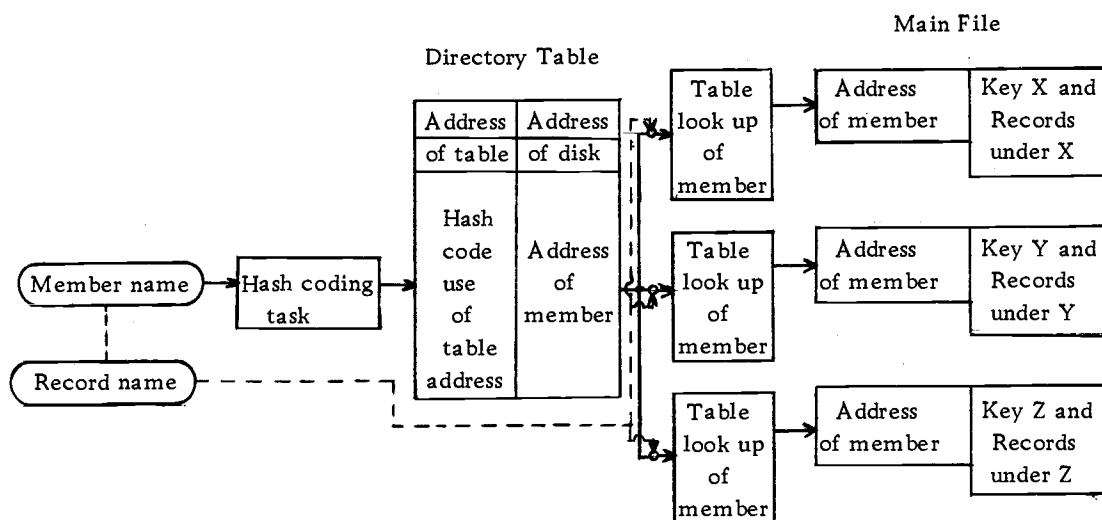 Main File
Directory Table
Member name
Record name
Hash coding
task
Address
of table
Address
of disk
Hash
code
use
of
table
address
Address
of
member
Table
look up
of
member
Address
of member
Key X and
Records
under X
Table
look up
of
member
Address
of member
Key Y and
Records
under Y
Table
look up
of
member
Address
of member
Key Z and
Records
under Z